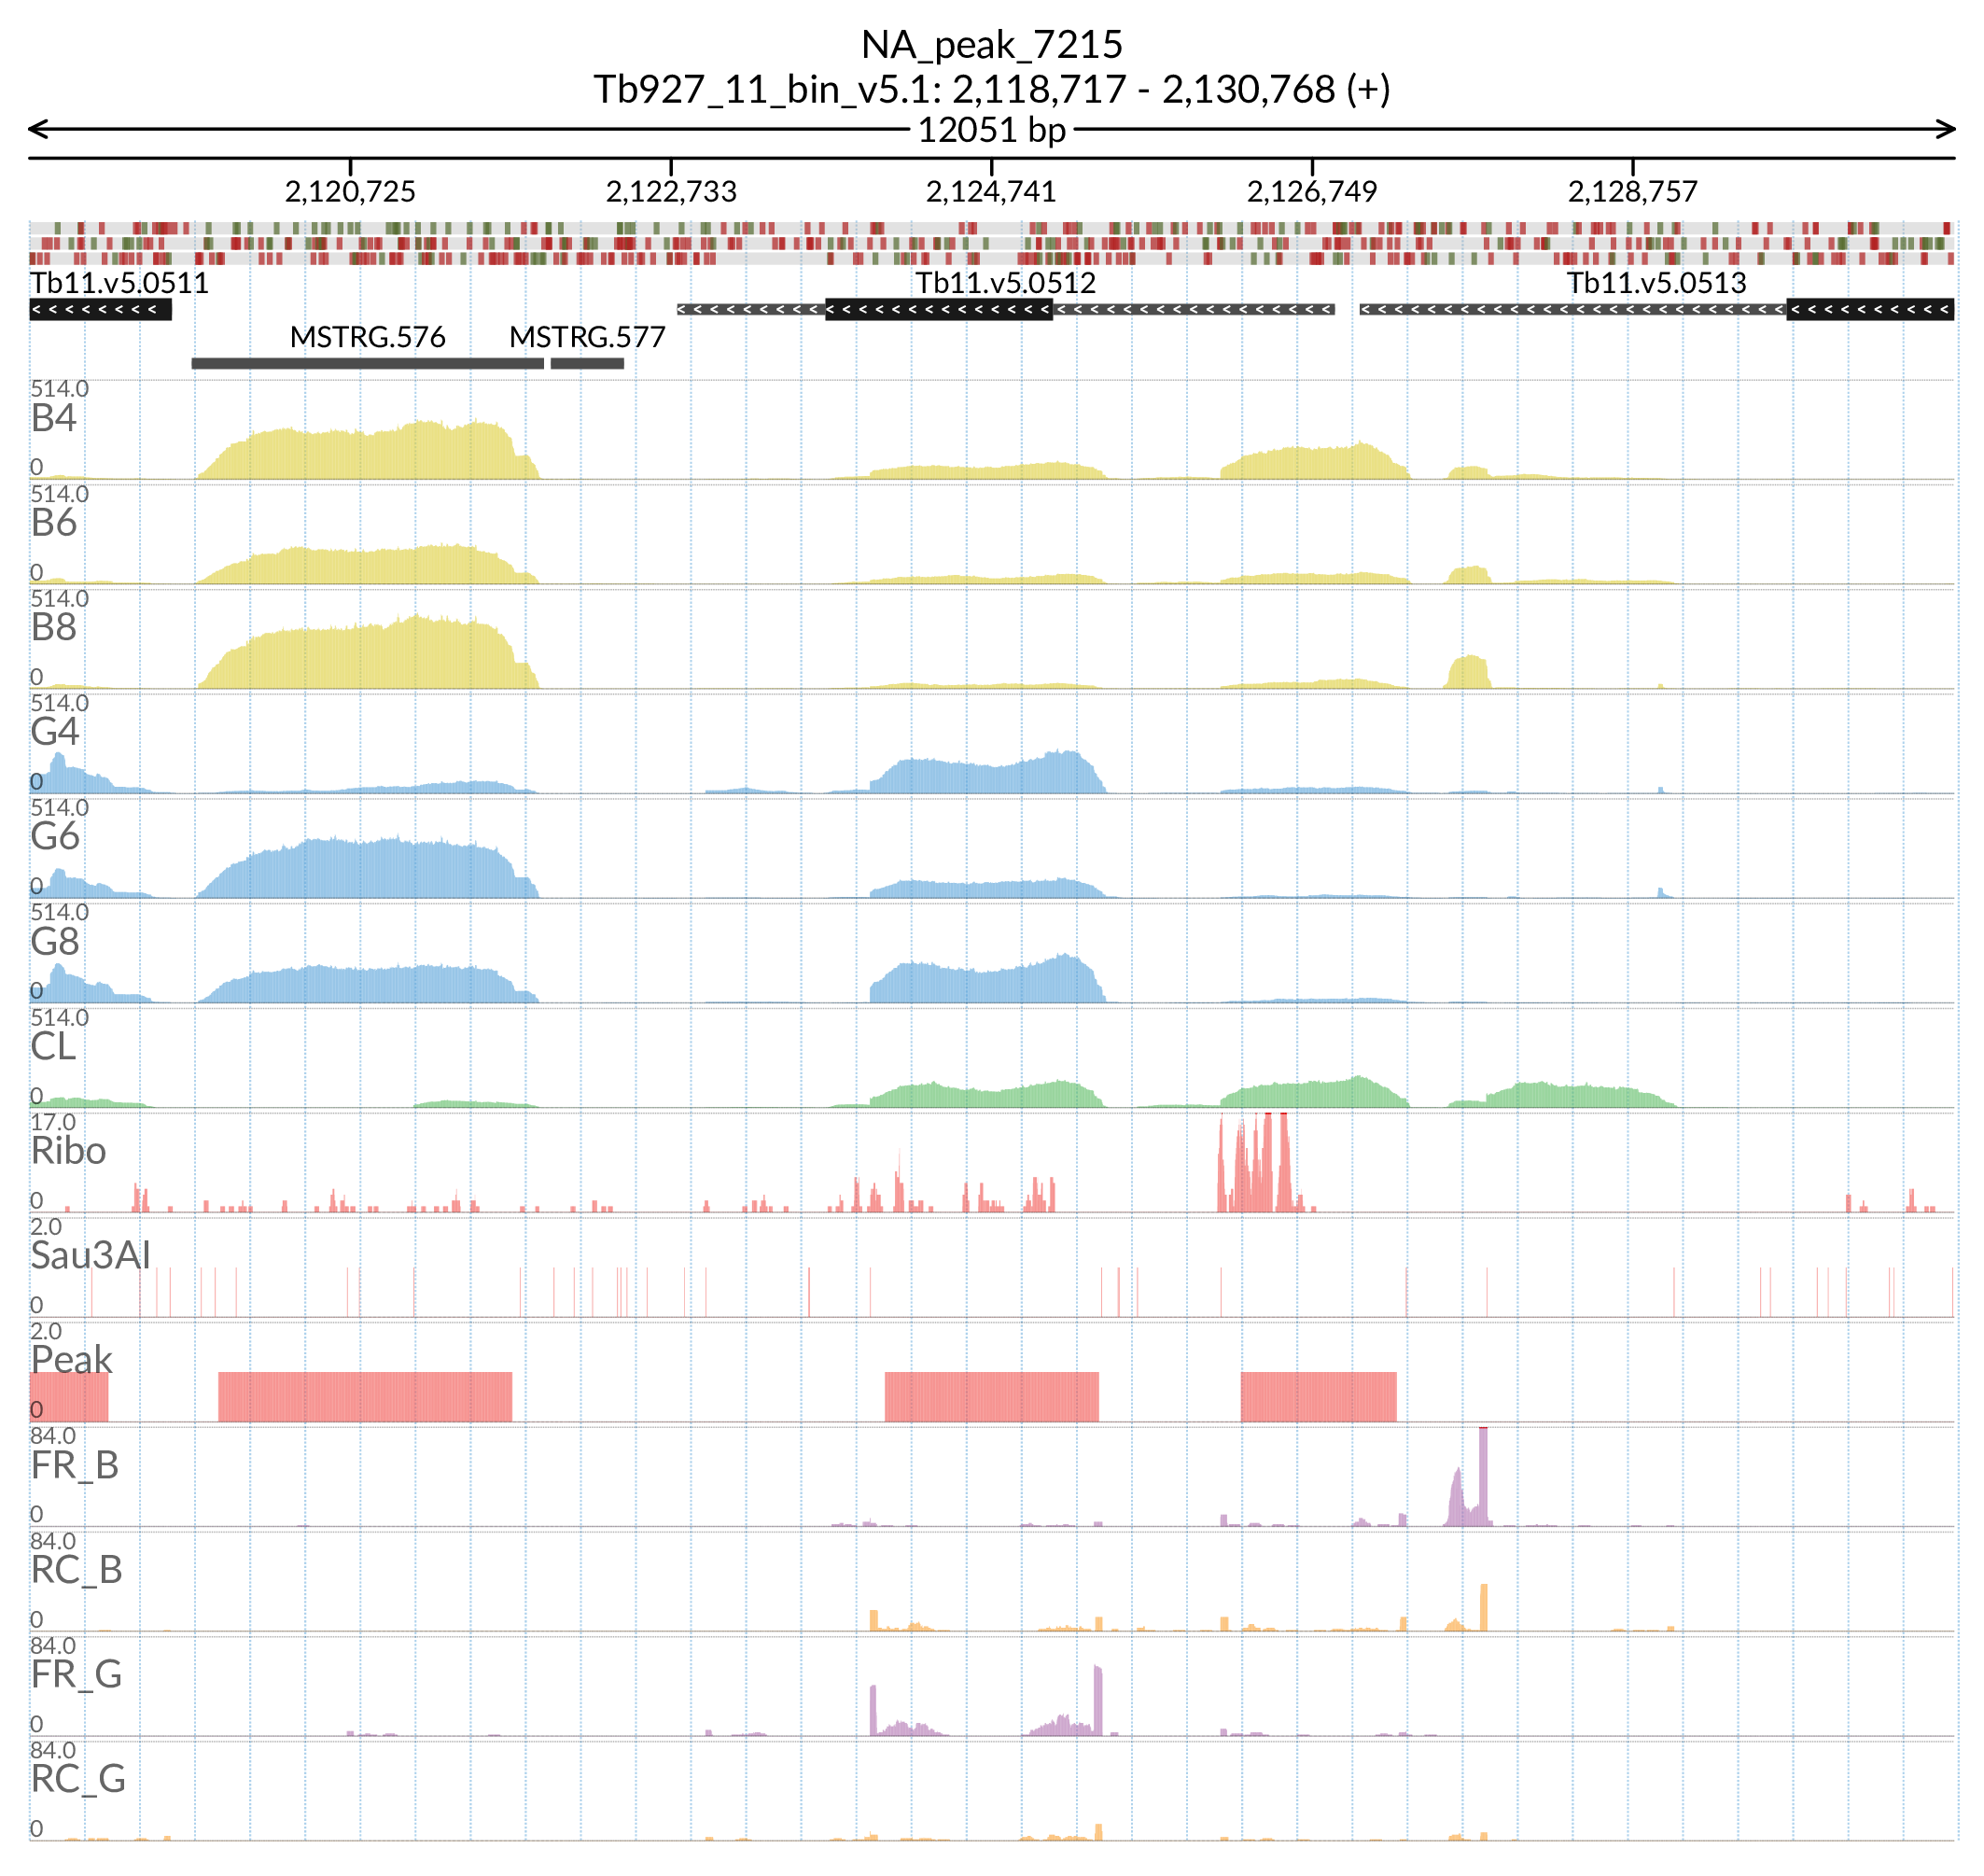 NA_peak_7215
Tb927_11_bin_v5.1: 2,118,717 - 2,130,768 (+)
12051 bp
2,120,725 2,122,733 2,124,741 2,126,749 2,128,757
Tb11.v5.0511 Tb11.v5.0512 Tb11.v5.0513
MSTRG.576 MSTRG.577
514.0
B4
0
514.0
B6
0
514.0
B8
0
514.0
G4
0
514.0
G6
0
514.0
G8
0
514.0
CL
0
17.0
Ribo
0
2.0
Sau3AI
0
2.0
Peak
0
84.0
FR_B
0
84.0
RC_B
0
84.0
FR_G
0
84.0
RC_G
0